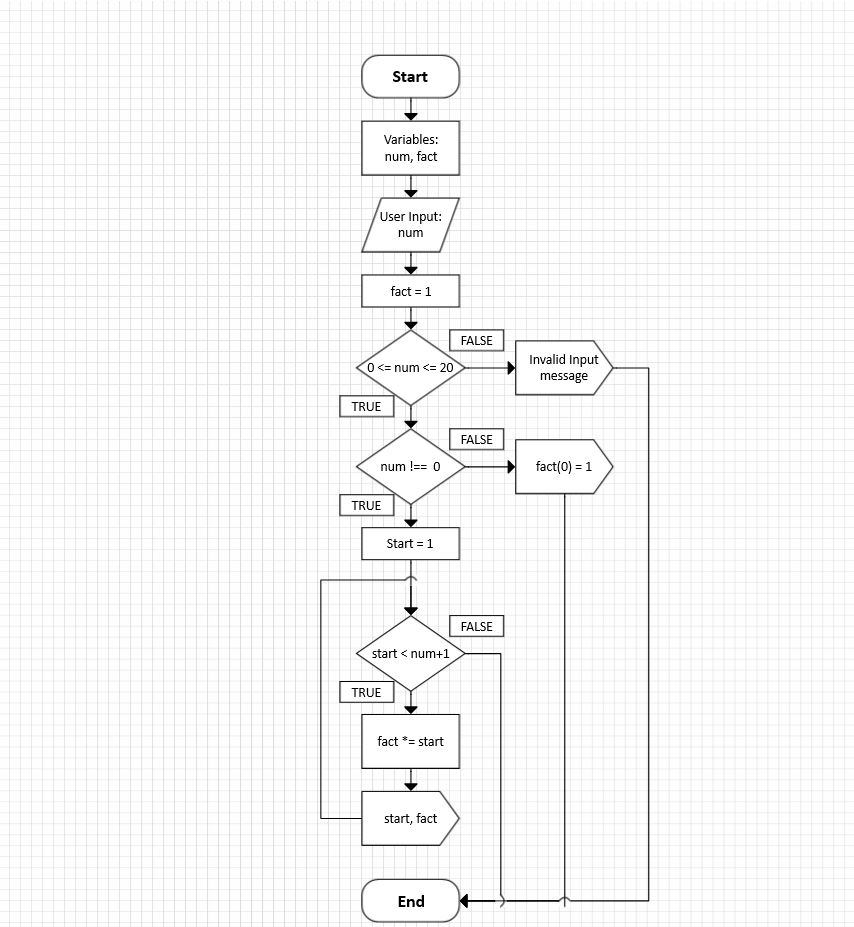 Start
Variables:
num, fact
User Input:
num
fact = 1
0 <= num <= 20
FALSE
Invalid Input
message
TRUE
num !== 0
FALSE
fact(0) = 1
TRUE
Start = 1
start < num+1
FALSE
TRUE
fact *= start
start, fact
End